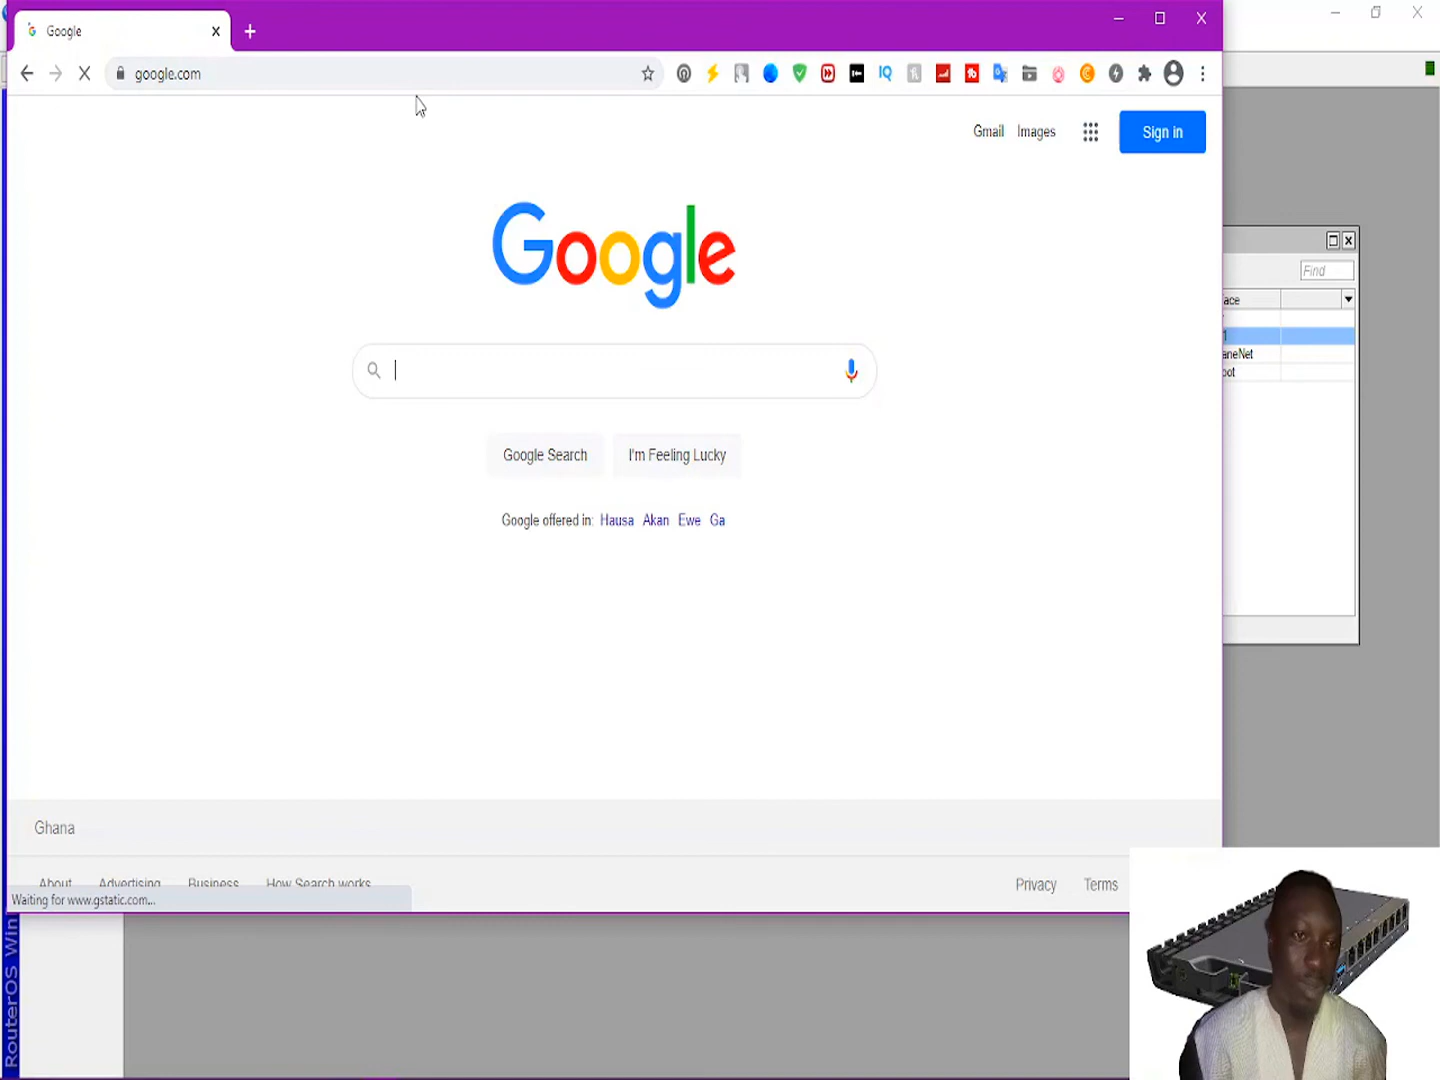 Google
google.com
IQ
Gmail Images Sign in
Google
Find
ace
1
aneNet
oot
Google Search I'm Feeling Lucky
Google offered in: Hausa Akan Ewe Ga
Ghana
About Advertising Business How Search works Privacy Terms
Waiting for www.gstatic.com...
RouterOS Win